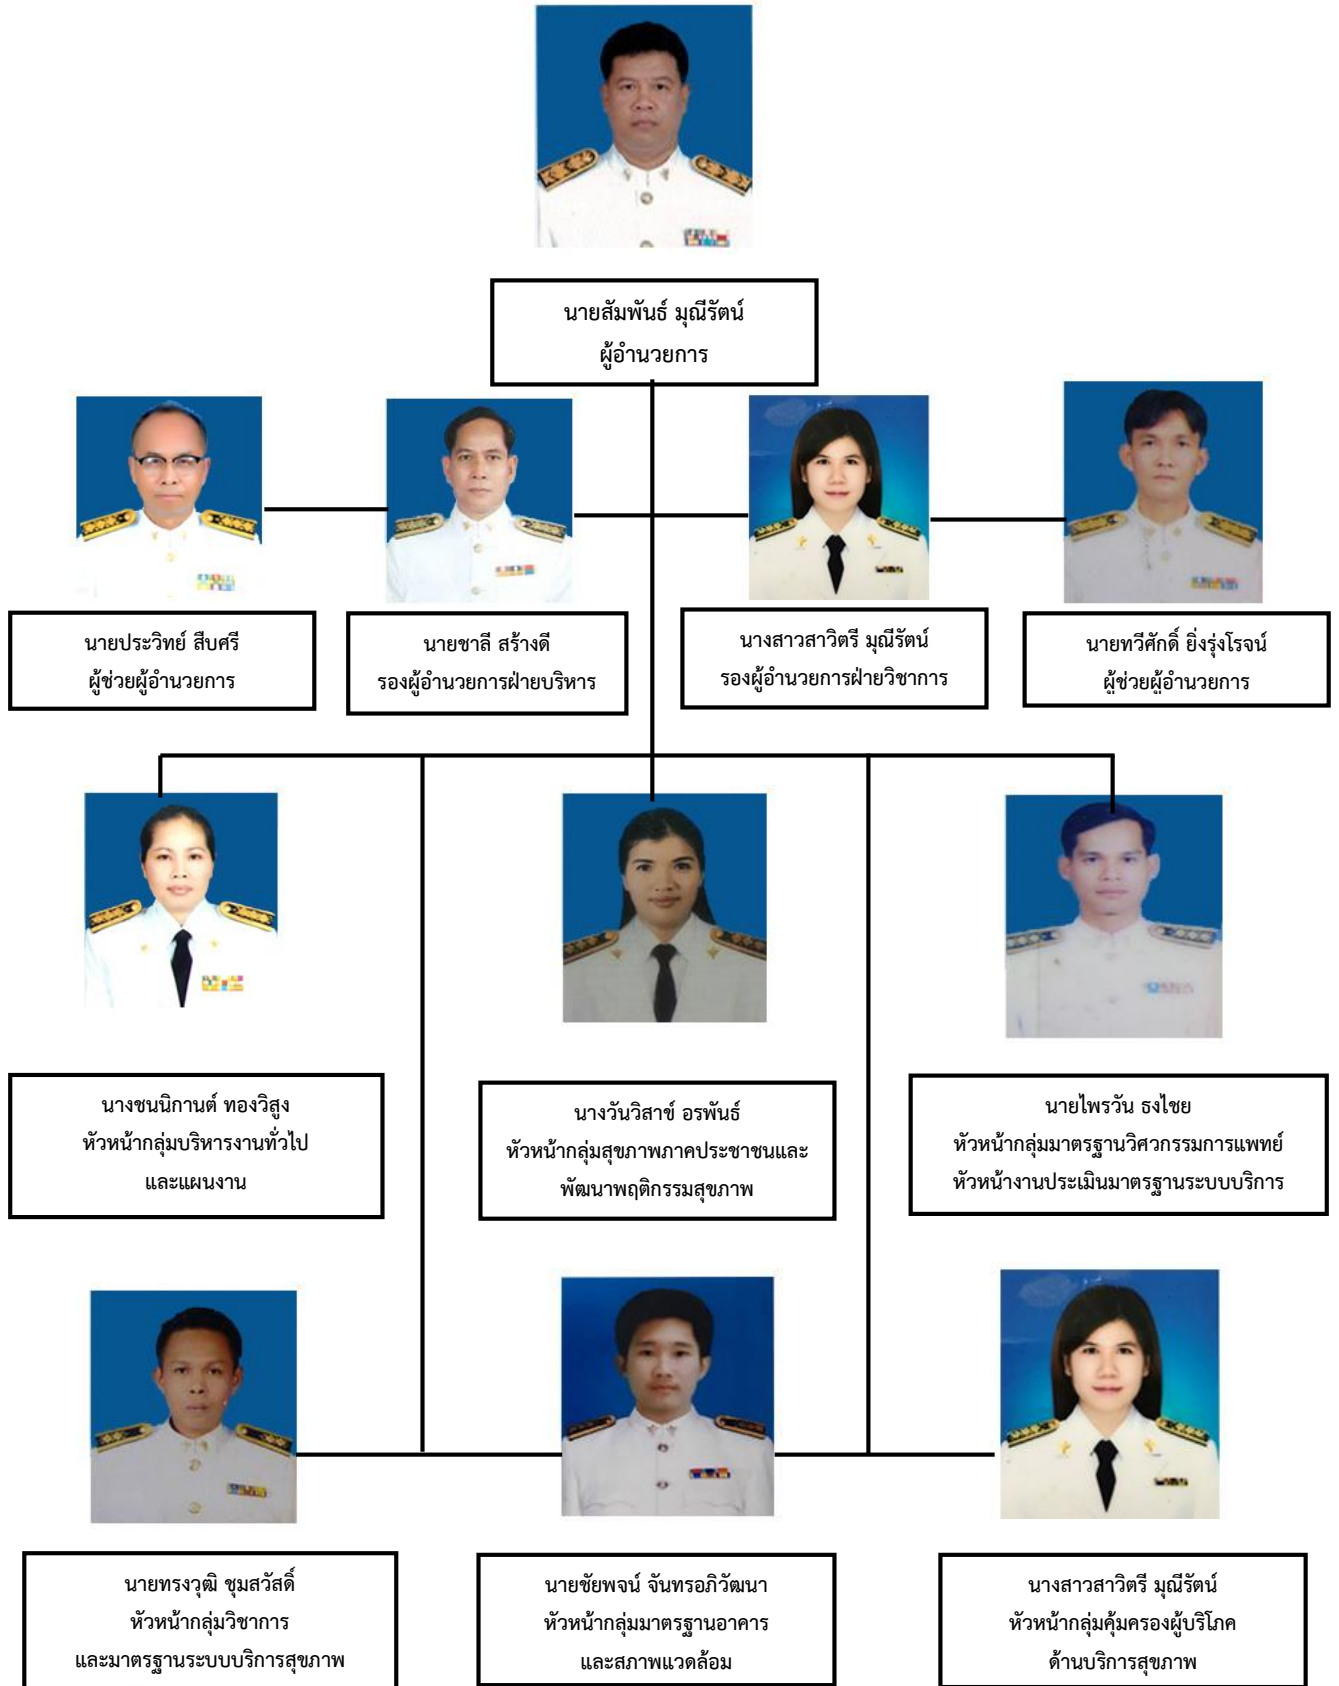 นายสัมพันธ์ มุณีรัตน์
ผู้อำนวยการ
นายประวิทย์ สืบศรี
ผู้ช่วยผู้อำนวยการ
นายชาลี สร้างดี
รองผู้อำนวยการฝ่ายบริหาร
นางสาวสาวิตรี มุณีรัตน์
รองผู้อำนวยการฝ่ายวิชาการ
นายทวีศักดิ์ ยิ่งรุ่งโรจน์
ผู้ช่วยผู้อำนวยการ
นางชนนิกานต์ ทองวิสูง
หัวหน้ากลุ่มบริหารงานทั่วไป
และแผนงาน
นางวันวิสาข์ อรพันธ์
หัวหน้ากลุ่มสุขภาพภาคประชาชนและ
พัฒนาพฤติกรรมสุขภาพ
นายไพรวัน ธงไชย
หัวหน้ากลุ่มมาตรฐานวิศวกรรมการแพทย์
หัวหน้างานประเมินมาตรฐานระบบบริการ
นายทรงวุฒิ ชุมสวัสดิ์
หัวหน้ากลุ่มวิชาการ
และมาตรฐานระบบบริการสุขภาพ
นายชัยพจน์ จันทรอภิวัฒนา
หัวหน้ากลุ่มมาตรฐานอาคาร
และสภาพแวดล้อม
นางสาวสาวิตรี มุณีรัตน์
หัวหน้ากลุ่มคุ้มครองผู้บริโภค
ด้านบริการสุขภาพ